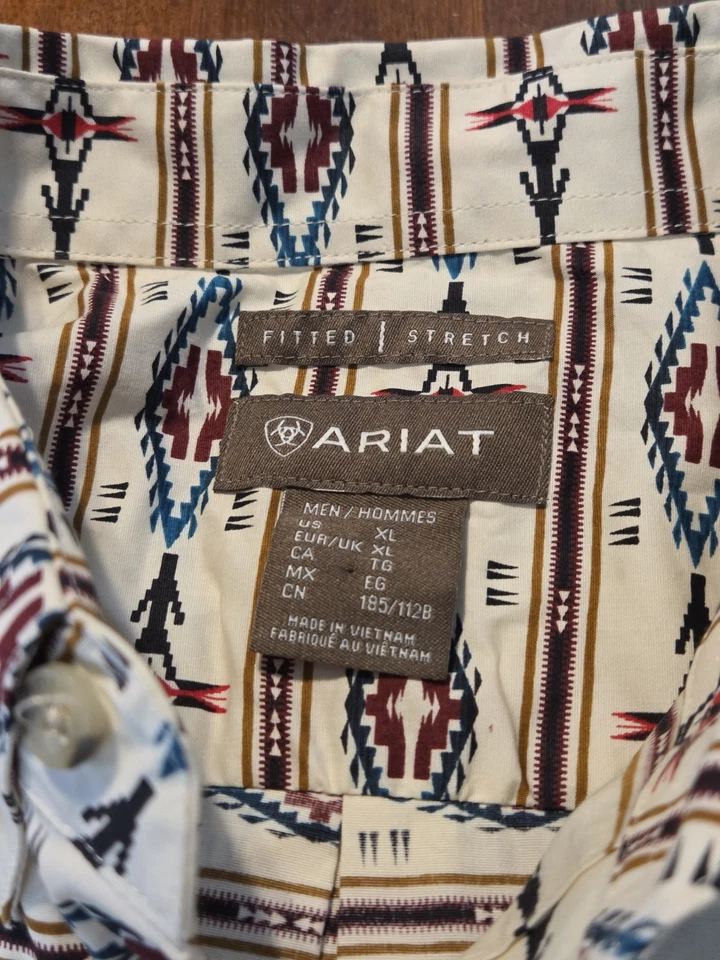 FITTED | STRETCH
ARIAT
MEN/HOMMES
US XL
EUR/UK XL
CA TG
MX EG
CN 185/112B
MADE IN VIETNAM
FABRIQUÉ AU VIÊTNAM